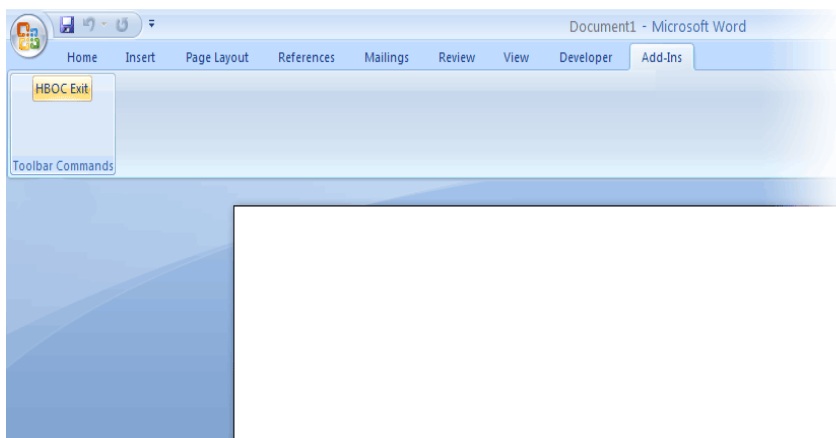 Document1 - Microsoft Word
Home Insert Page Layout References Mailings Review View Developer Add-Ins
HBOC Exit
Toolbar Commands